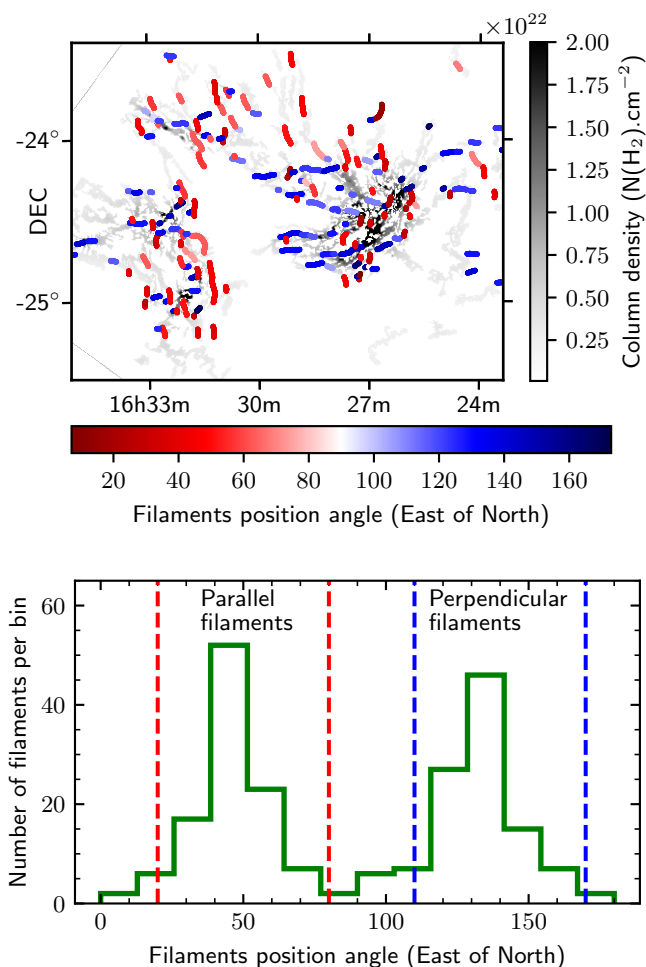 ×10²²
2.00
1.75
1.50
1.25
1.00
0.75
0.50
0.25
Column density (N(H₂).cm⁻²)
-24°
-25°
DEC
16h33m 30m 27m 24m
20 40 60 80 100 120 140 160
Filaments position angle (East of North)
Parallel
filaments
Perpendicular
filaments
60
40
20
0
Number of filaments per bin
0 50 100 150
Filaments position angle (East of North)